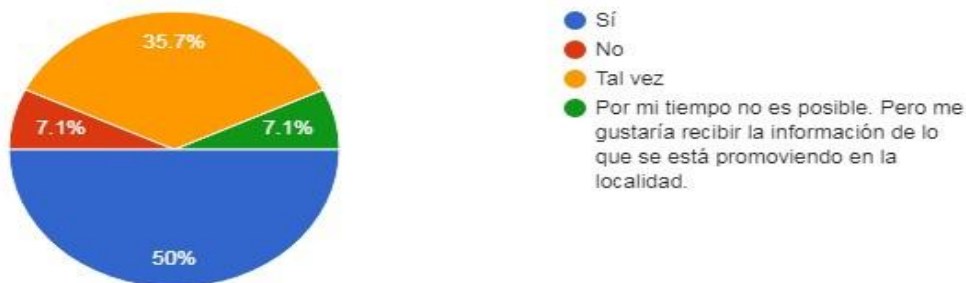 35.7%
7.1%
7.1%
50%
Sí
No
Tal vez
Por mi tiempo no es posible. Pero me
gustaría recibir la información de lo
que se está promoviendo en la
localidad.